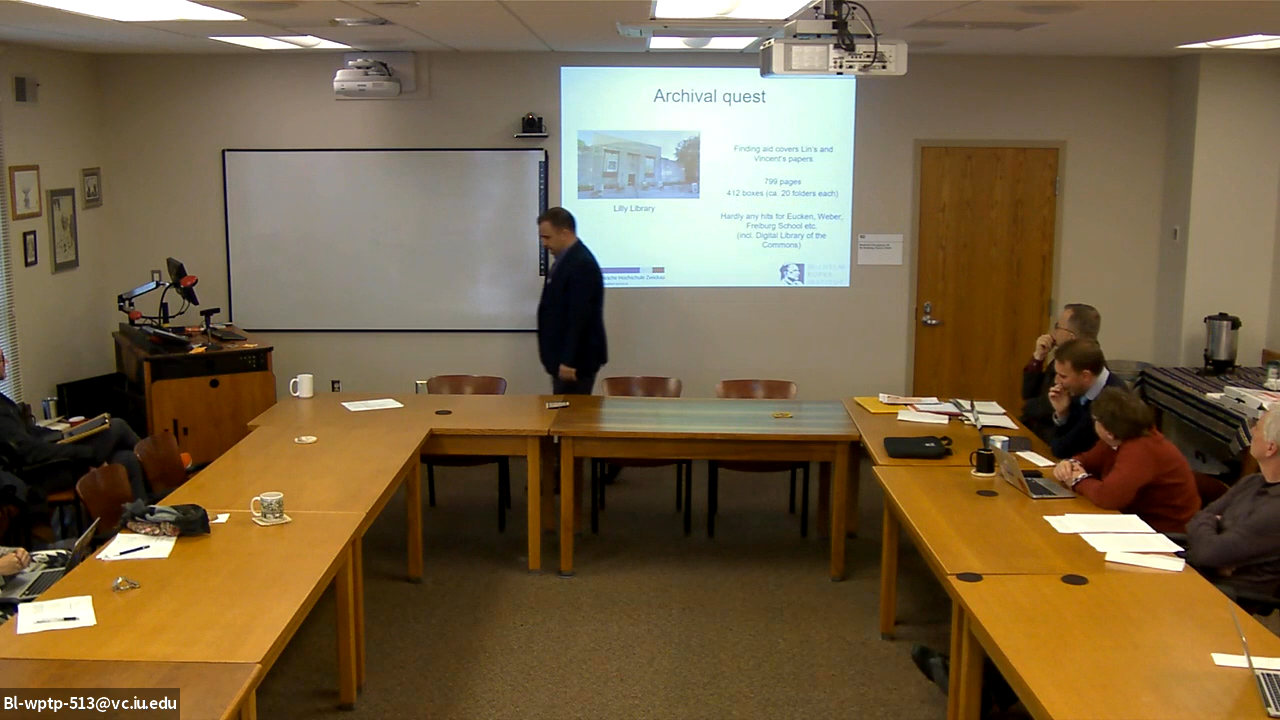 Archival quest
Finding aid covers Lin's and
Vincent's papers
799 pages
412 boxes (ca. 20 folders each)
Lilly Library
Hardly any hits for Eucken, Weber,
Freiburg School etc.
(incl. Digital Library of the
Commons)
Hochschule Zwickau
Bl-wptp-513@vc.iu.edu